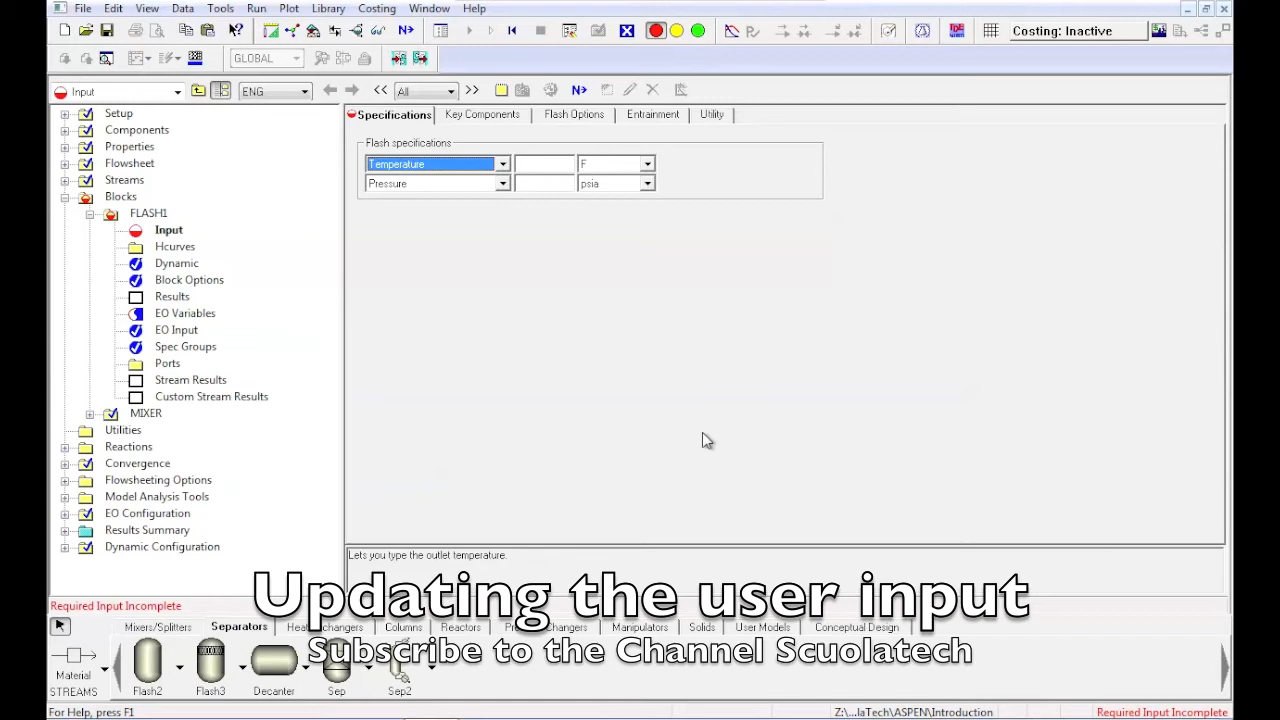 File Edit View Data Tools Run Plot Library Costing Window Help
Costing: Inactive
GLOBAL
Input ENG << All >> N>
Setup
Components
Properties
Flowsheet
Streams
Blocks
FLASH1
Input
Hcurves
Dynamic
Block Options
Results
EO Variables
EO Input
Spec Groups
Ports
Stream Results
Custom Stream Results
MIXER
Utilities
Reactions
Convergence
Flowsheeting Options
Model Analysis Tools
EO Configuration
Results Summary
Dynamic Configuration
Specifications Key Components Flash Options Entrainment Utility
Flash specifications
Temperature F
Pressure psia
Lets you type the outlet temperature.
Updating the user input
Required Input Incomplete
Mixers/Splitters Separators Columns Reactors Manipulators Solids User Models Conceptual Design
Subscribe to the Channel Scuolatech
Material
STREAMS
Flash2 Flash3 Decanter Sep Sep2
For Help, press F1
Z:\...laTech\ASPEN\Introduction
Required Input Incomplete